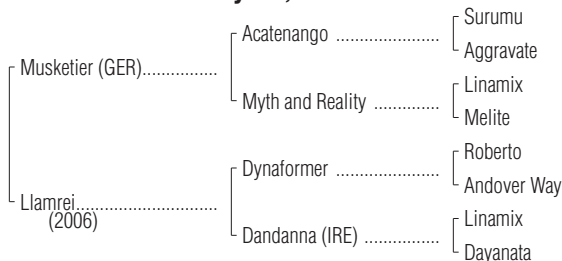 Surumu
Acatenango ..................
Aggravate
Musketier (GER)...............
Linamix
Myth and Reality .............
Melite
Roberto
Dynaformer ..................
Andover Way
Llamrei............................
(2006)
Linamix
Dandanna (IRE) ..............
Dayanata